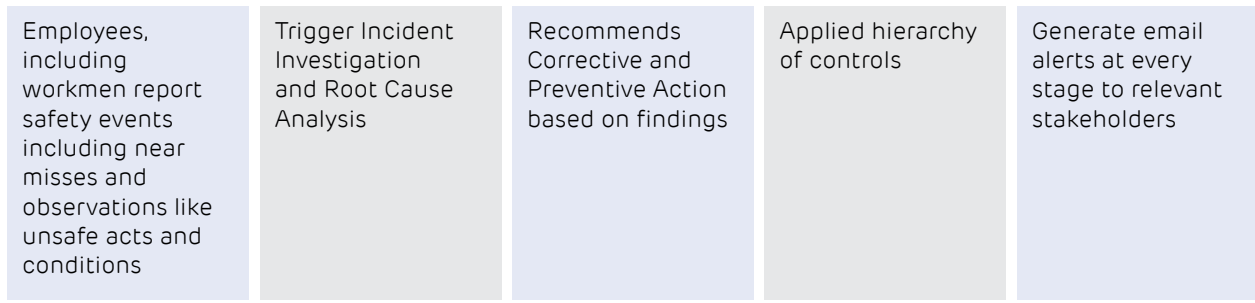 Employees,
including
workmen report
safety events
including near
misses and
observations like
unsafe acts and
conditions
Trigger Incident
Investigation
and Root Cause
Analysis
Recommends
Corrective and
Preventive Action
based on findings
Applied hierarchy
of controls
Generate email
alerts at every
stage to relevant
stakeholders